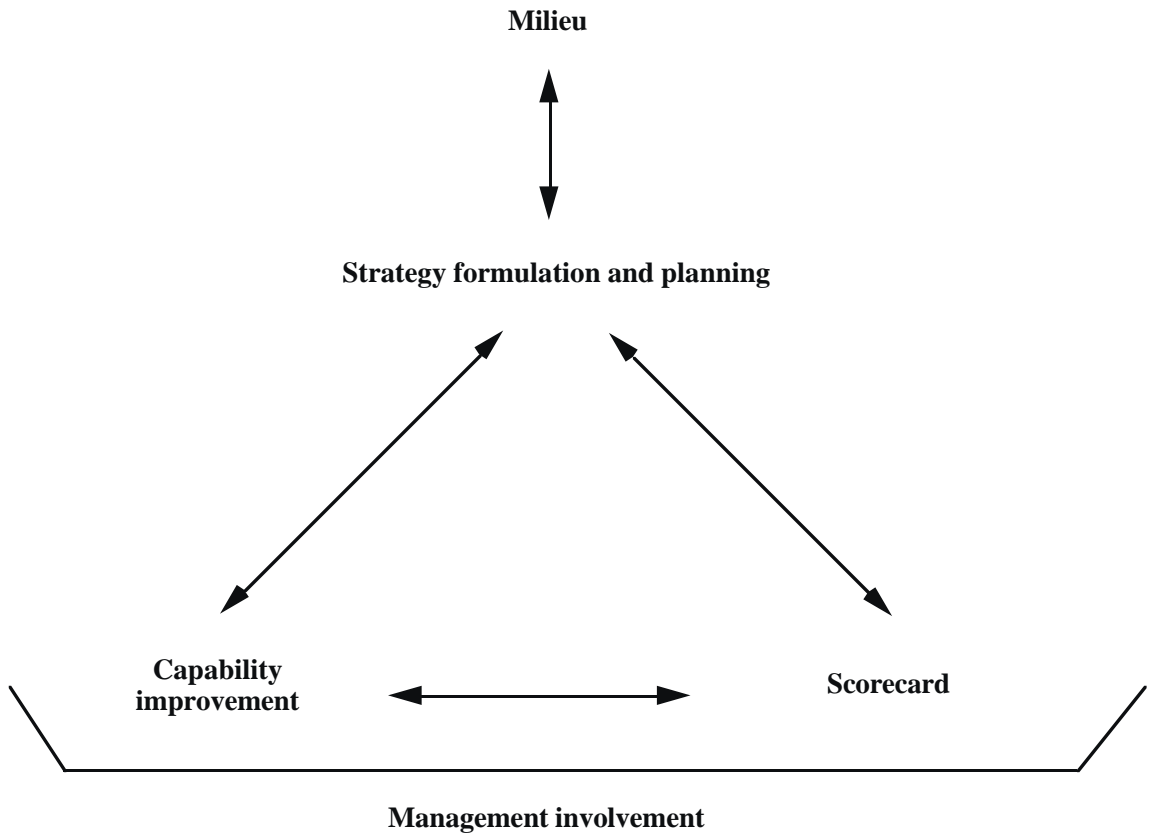 Milieu
Strategy formulation and planning
Capability
improvement
Scorecard
Management involvement